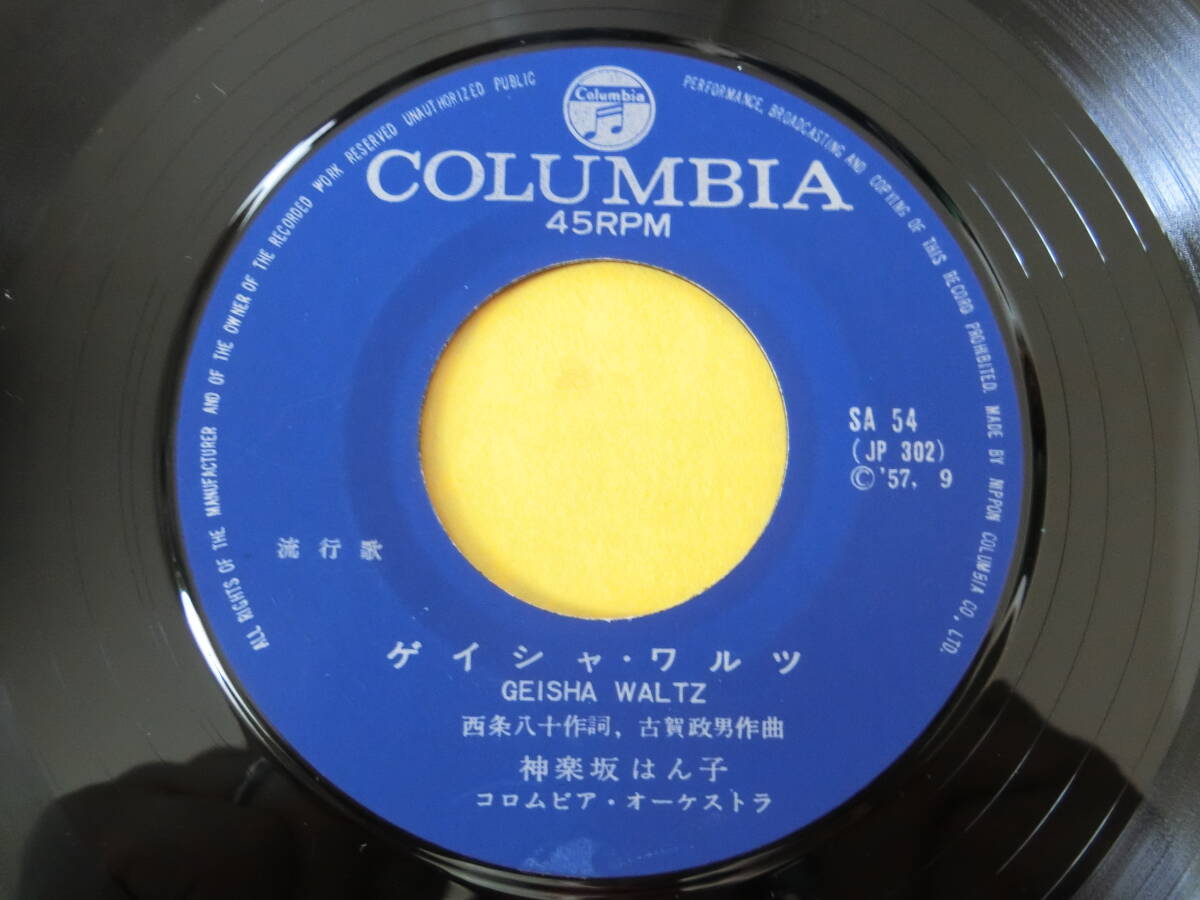 Columbia
COLUMBIA
45RPM
ALL RIGHTS OF THE MANUFACTURER AND OF THE OWNER OF THE RECORDED WORK RESERVED UNAUTHORIZED PUBLIC PERFORMANCE, BROADCASTING AND COPYING OF THIS RECORD PROHIBITED. MADE BY NIPPON COLUMBIA CO., LTD.
SA 54
(JP 302)
©'57. 9
流行歌
ゲイシャ・ワルツ
GEISHA WALTZ
西条八十作詞, 古賀政男作曲
神楽坂はん子
コロムビア・オーケストラ